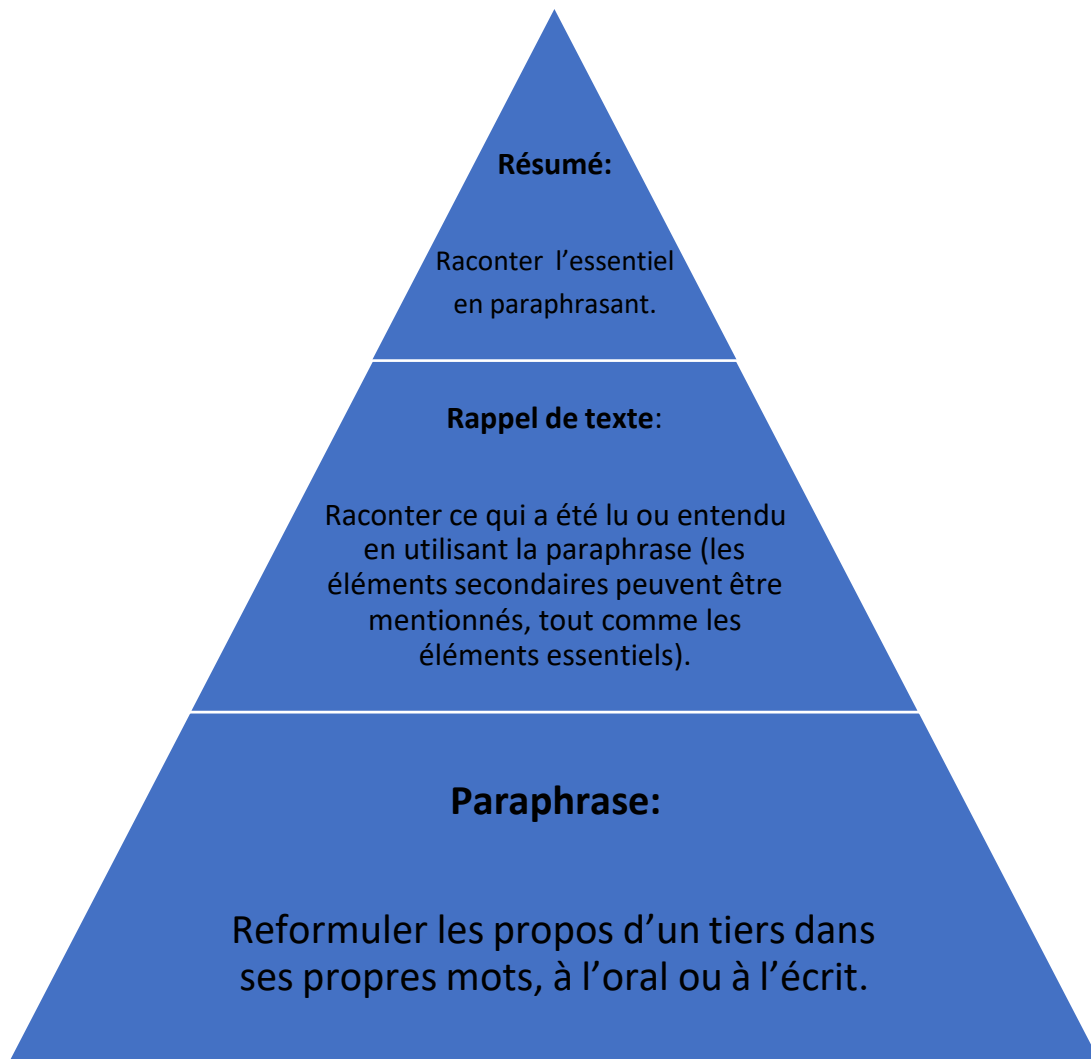 Résumé:
Raconter l’essentiel
en paraphrasant.
Rappel de texte:
Raconter ce qui a été lu ou entendu
en utilisant la paraphrase (les
éléments secondaires peuvent être
mentionnés, tout comme les
éléments essentiels).
Paraphrase:
Reformuler les propos d’un tiers dans
ses propres mots, à l’oral ou à l’écrit.